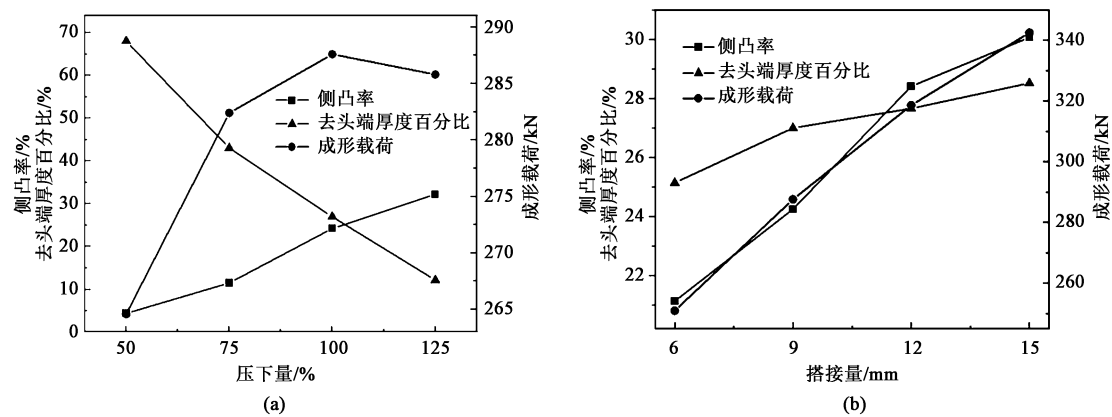 70
60
50
40
30
20
10
0
侧凸率/%
去头端厚度百分比/%
侧凸率
去头端厚度百分比
成形载荷
290
285
280
275
270
265
成形载荷/kN
50 75 100 125
压下量/%
(a)
30
28
26
24
22
侧凸率/%
去头端厚度百分比/%
侧凸率
去头端厚度百分比
成形载荷
340
320
300
280
260
成形载荷/kN
6 9 12 15
搭接量/mm
(b)